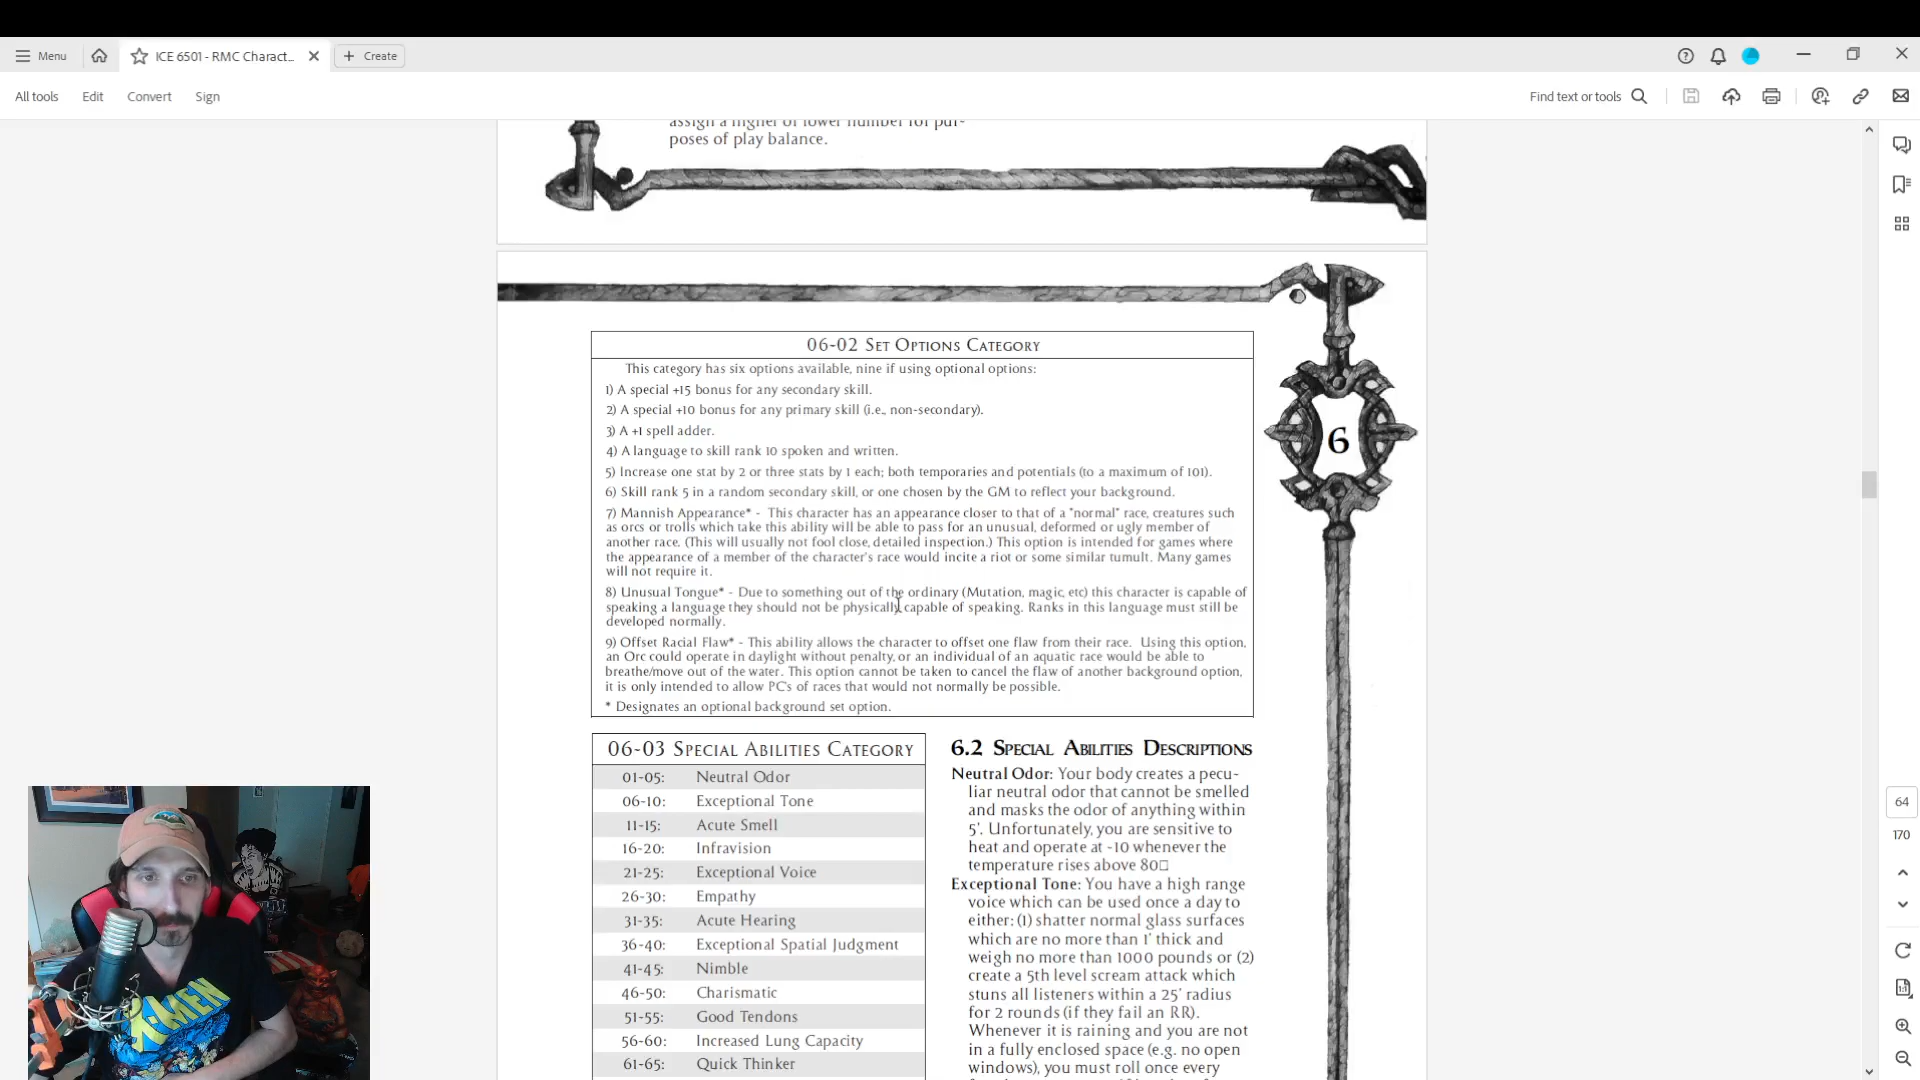 Menu
ICE 6501 - RMC Charact...
Create
All tools
Edit
Convert
Sign
Find text or tools
poses of play balance.
6
06-02 Set Options Category
This category has six options available, nine if using optional options:
1) A special +15 bonus for any secondary skill.
2) A special +10 bonus for any primary skill (i.e., non-secondary).
3) A +1 spell adder.
4) A language to skill rank 10 spoken and written.
5) Increase one stat by 2 or three stats by 1 each; both temporaries and potentials (to a maximum of 101).
6) Skill rank 5 in a random secondary skill, or one chosen by the GM to reflect your background.
7) Mannish Appearance* - This character has an appearance closer to that of a "normal" race, creatures such
as orcs or trolls which take this ability will be able to pass for an unusual, deformed or ugly member of
another race. (This will usually not fool close, detailed inspection.) This option is intended for games where
the appearance of a member of the character's race would incite a riot or some similar tumult. Many games
will not require it.
8) Unusual Tongue* - Due to something out of the ordinary (Mutation, magic, etc) this character is capable of
speaking a language they should not be physically capable of speaking. Ranks in this language must still be
developed normally.
9) Offset Racial Flaw* - This ability allows the character to offset one flaw from their race. Using this option,
an Orc could operate in daylight without penalty, or an individual of an aquatic race would be able to
breathe/move out of the water. This option cannot be taken to cancel the flaw of another background option,
it is only intended to allow PC's of races that would not normally be possible.
* Designates an optional background set option.
06-03 Special Abilities Category
01-05: Neutral Odor
06-10: Exceptional Tone
11-15: Acute Smell
16-20: Infravision
21-25: Exceptional Voice
26-30: Empathy
31-35: Acute Hearing
36-40: Exceptional Spatial Judgment
41-45: Nimble
46-50: Charismatic
51-55: Good Tendons
56-60: Increased Lung Capacity
61-65: Quick Thinker
6.2 Special Abilities Descriptions
Neutral Odor: Your body creates a pecu-
liar neutral odor that cannot be smelled
and masks the odor of anything within
5'. Unfortunately, you are sensitive to
heat and operate at -10 whenever the
temperature rises above 80□
Exceptional Tone: You have a high range
voice which can be used once a day to
either: (1) shatter normal glass surfaces
which are no more than 1' thick and
weigh no more than 1000 pounds or (2)
create a 5th level scream attack which
stuns all listeners within a 25' radius
for 2 rounds (if they fail an RR).
Whenever it is raining and you are not
in a fully enclosed space (e.g. no open
windows), you must roll once every
64
170
X-MEN